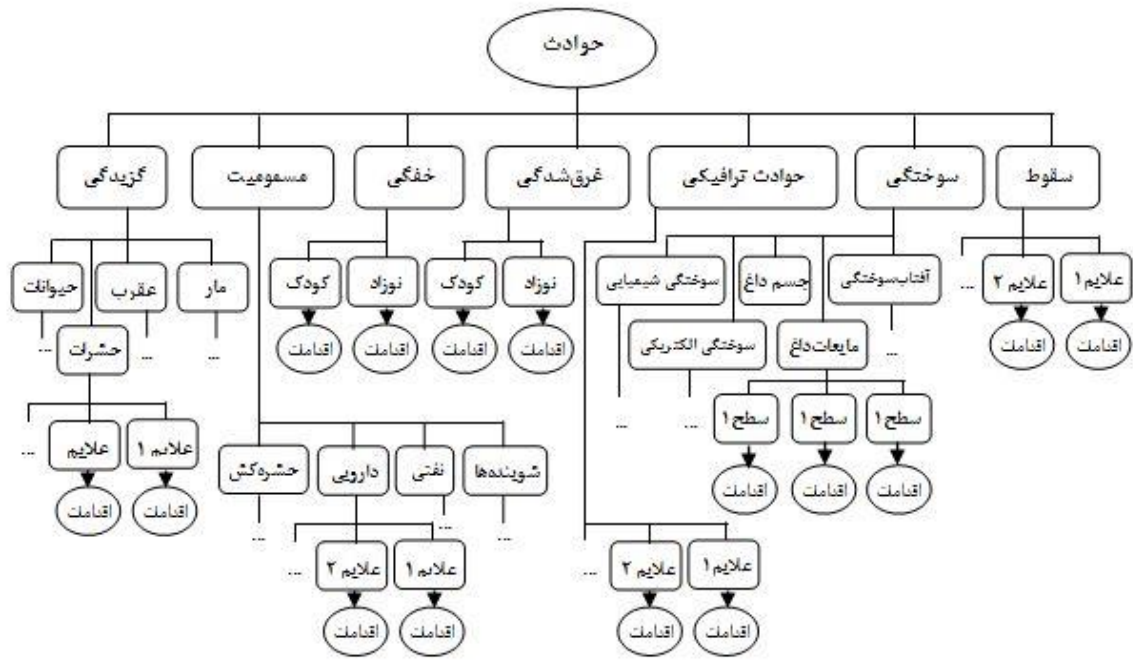 حوادث
سقوط
سوختگی
حوادث ترافیکی
غرق‌شدگی
خفگی
مسمومیت
گزیدگی
علایم ۱
علایم ۲
...
اقدامات
اقدامات
آفتاب‌سوختگی
جسم داغ
سوختگی شیمیایی
مایعات‌داغ
سوختگی الکتریکی
...
...
...
سطح ۱
سطح ۱
سطح ۱
اقدامات
اقدامات
اقدامات
علایم ۱
علایم ۲
...
اقدامات
اقدامات
نوزاد
کودک
اقدامات
اقدامات
نوزاد
کودک
اقدامات
اقدامات
شوینده‌ها
نفتی
دارویی
حشره‌کش
...
...
...
علایم ۱
علایم ۲
...
اقدامات
اقدامات
مار
عقرب
حیوانات
...
...
...
حشرات
علایم ۱
علایم
...
اقدامات
اقدامات